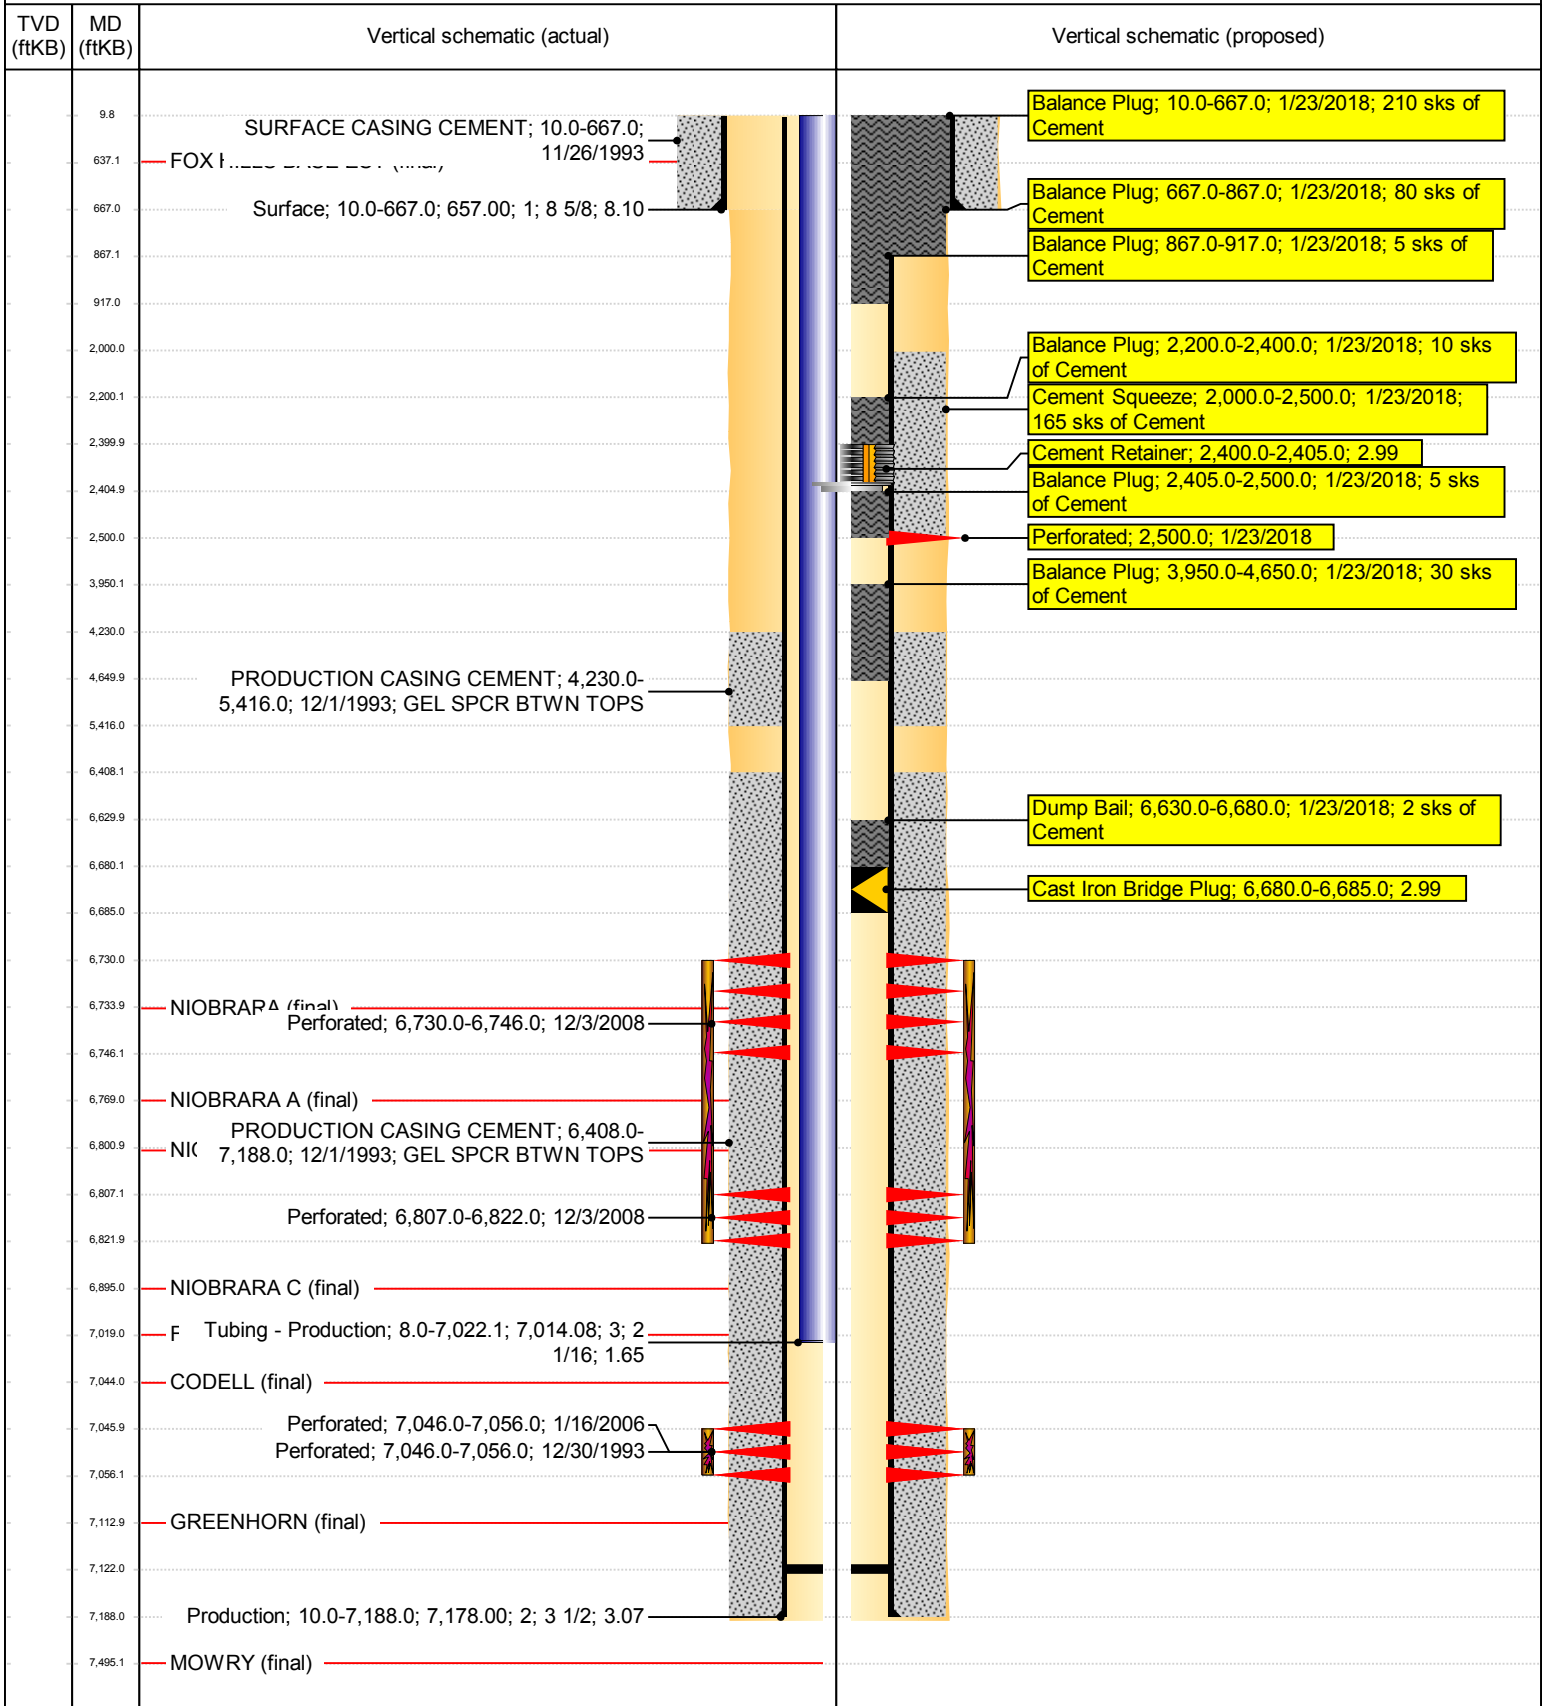 TVD
(ftKB)
MD
(ftKB)
Vertical schematic (actual)
Vertical schematic (proposed)
9.8
637.1
667.0
867.1
917.0
2,000.0
2,200.1
2,399.9
2,404.9
2,500.0
3,950.1
4,230.0
4,649.9
5,416.0
6,408.1
6,629.9
6,680.1
6,685.0
6,730.0
6,733.9
6,746.1
6,769.0
6,800.9
6,807.1
6,821.9
6,895.0
7,019.0
7,044.0
7,045.9
7,056.1
7,112.9
7,122.0
7,188.0
7,495.1
SURFACE CASING CEMENT; 10.0-667.0;
11/26/1993
FOX
Surface; 10.0-667.0; 657.00; 1; 8 5/8; 8.10
PRODUCTION CASING CEMENT; 4,230.0-
5,416.0; 12/1/1993; GEL SPCR BTWN TOPS
NIOBRARA (final)
Perforated; 6,730.0-6,746.0; 12/3/2008
NIOBRARA A (final)
PRODUCTION CASING CEMENT; 6,408.0-
7,188.0; 12/1/1993; GEL SPCR BTWN TOPS
Perforated; 6,807.0-6,822.0; 12/3/2008
NIOBRARA C (final)
Tubing - Production; 8.0-7,022.1; 7,014.08; 3; 2
1/16; 1.65
CODELL (final)
Perforated; 7,046.0-7,056.0; 1/16/2006
Perforated; 7,046.0-7,056.0; 12/30/1993
GREENHORN (final)
Production; 10.0-7,188.0; 7,178.00; 2; 3 1/2; 3.07
MOWRY (final)
Balance Plug; 10.0-667.0; 1/23/2018; 210 sks of
Cement
Balance Plug; 667.0-867.0; 1/23/2018; 80 sks of
Cement
Balance Plug; 867.0-917.0; 1/23/2018; 5 sks of
Cement
Balance Plug; 2,200.0-2,400.0; 1/23/2018; 10 sks
of Cement
Cement Squeeze; 2,000.0-2,500.0; 1/23/2018;
165 sks of Cement
Cement Retainer; 2,400.0-2,405.0; 2.99
Balance Plug; 2,405.0-2,500.0; 1/23/2018; 5 sks
of Cement
Perforated; 2,500.0; 1/23/2018
Balance Plug; 3,950.0-4,650.0; 1/23/2018; 30 sks
of Cement
Dump Bail; 6,630.0-6,680.0; 1/23/2018; 2 sks of
Cement
Cast Iron Bridge Plug; 6,680.0-6,685.0; 2.99